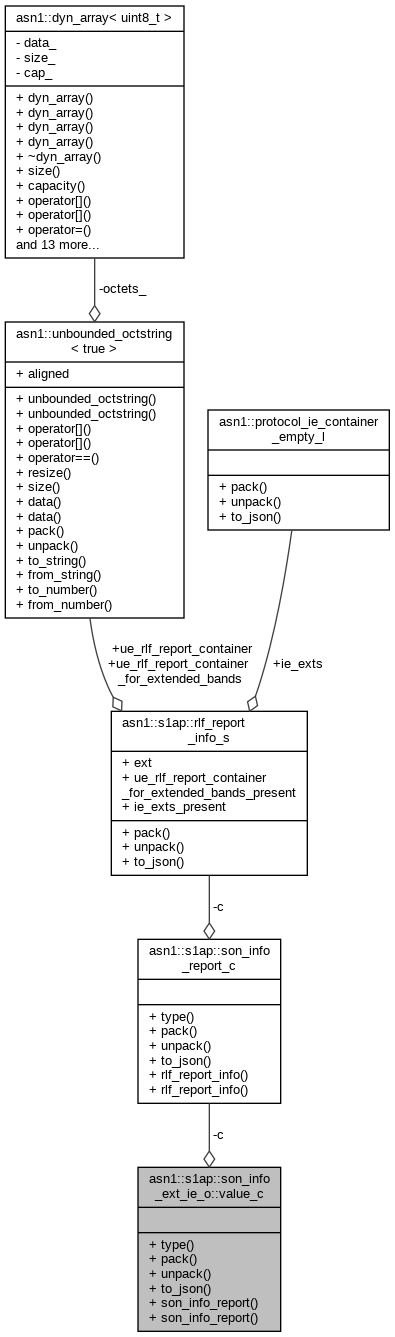 asn1::dyn_array< uint8_t >
- data_
- size_
- cap_
+ dyn_array()
+ dyn_array()
+ dyn_array()
+ dyn_array()
+ ~dyn_array()
+ size()
+ capacity()
+ operator[]()
+ operator[]()
+ operator=()
and 13 more...
-octets_
asn1::unbounded_octstring
< true >
+ aligned
+ unbounded_octstring()
+ unbounded_octstring()
+ operator[]()
+ operator[]()
+ operator==()
+ resize()
+ size()
+ data()
+ data()
+ pack()
+ unpack()
+ to_string()
+ from_string()
+ to_number()
+ from_number()
asn1::protocol_ie_container
_empty_l
+ pack()
+ unpack()
+ to_json()
+ue_rlf_report_container
+ue_rlf_report_container
_for_extended_bands
+ie_exts
asn1::s1ap::rlf_report
_info_s
+ ext
+ ue_rlf_report_container
_for_extended_bands_present
+ ie_exts_present
+ pack()
+ unpack()
+ to_json()
-c
asn1::s1ap::son_info
_report_c
+ type()
+ pack()
+ unpack()
+ to_json()
+ rlf_report_info()
+ rlf_report_info()
-c
asn1::s1ap::son_info
_ext_ie_o::value_c
+ type()
+ pack()
+ unpack()
+ to_json()
+ son_info_report()
+ son_info_report()